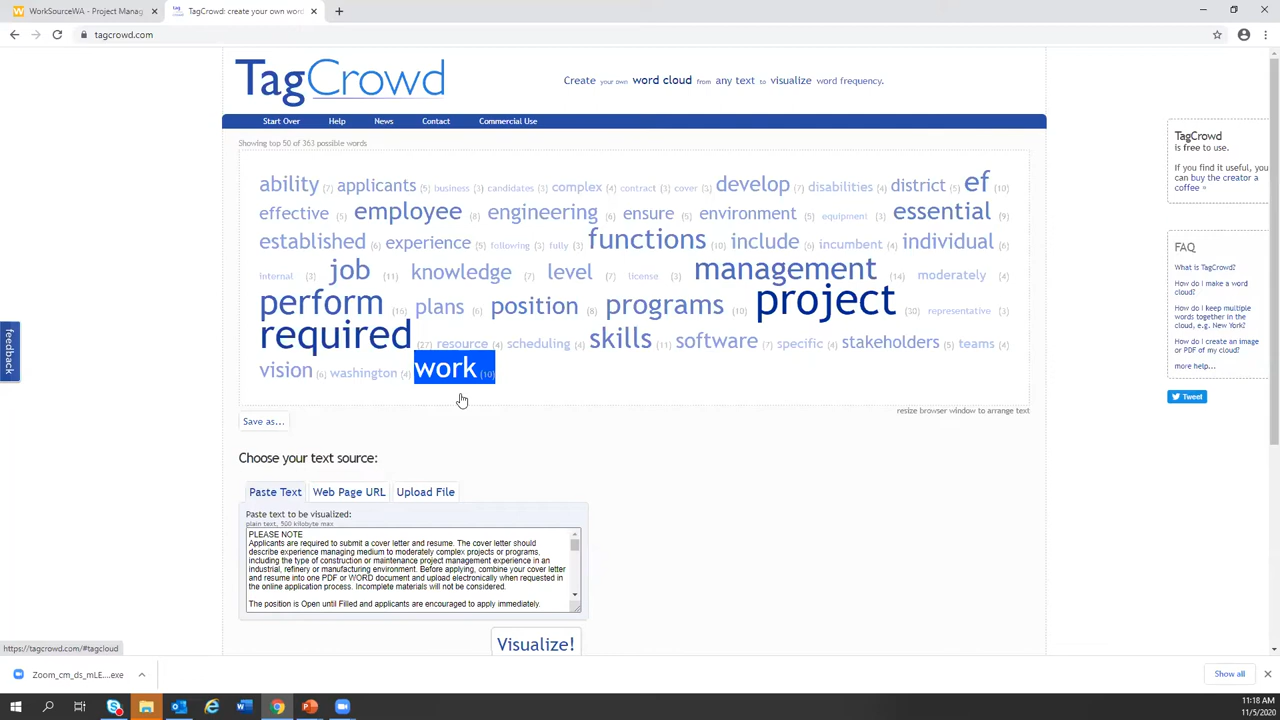 WorkSourceWA - Project Manag
TagCrowd: create your own word
tagcrowd.com
TagCrowd
Create your own word cloud from any text to visualize word frequency.
Start Over Help News Contact Commercial Use
Showing top 50 of 363 possible words
ability (7) applicants (5) business (3) candidates (3) complex (4) contract (3) cover (3) develop (7) disabilities (4) district (5) ef (10)
effective (5) employee (8) engineering (6) ensure (5) environment (5) equipment (3) essential (9)
established (6) experience (5) following (3) fully (3) functions (10) include (6) incumbent (4) individual (6)
internal (3) job (11) knowledge (7) level (7) license (3) management (14) moderately (4)
perform (16) plans (6) position (8) programs (10) project (30) representative (3)
required (27) resource (4) scheduling (4) skills (11) software (7) specific (4) stakeholders (5) teams (4)
vision (6) washington (4) work (10)
resize browser window to arrange text
Save as...
Choose your text source:
Paste Text Web Page URL Upload File
Paste text to be visualized:
plain text, 500 kilobyte max
PLEASE NOTE
Applicants are required to submit a cover letter and resume. The cover letter should
describe experience managing medium to moderately complex projects or programs,
including the type of construction or maintenance project management experience in an
industrial, refinery or manufacturing environment. Before applying, combine your cover letter
and resume into one PDF or WORD document and upload electronically when requested in
the online application process. Incomplete materials will not be considered.
The position is Open until Filled and applicants are encouraged to apply immediately.
Visualize!
feedback
TagCrowd
is free to use.
If you find it useful, you
can buy the creator a
coffee »
FAQ
What is TagCrowd?
How do I make a word
cloud?
How do I keep multiple
words together in the
cloud, e.g. New York?
How do I create an image
or PDF of my cloud?
more help...
Tweet
https://tagcrowd.com/#tagcloud
Zoom_cm_ds_mLE....exe
Show all
11:18 AM
11/5/2020